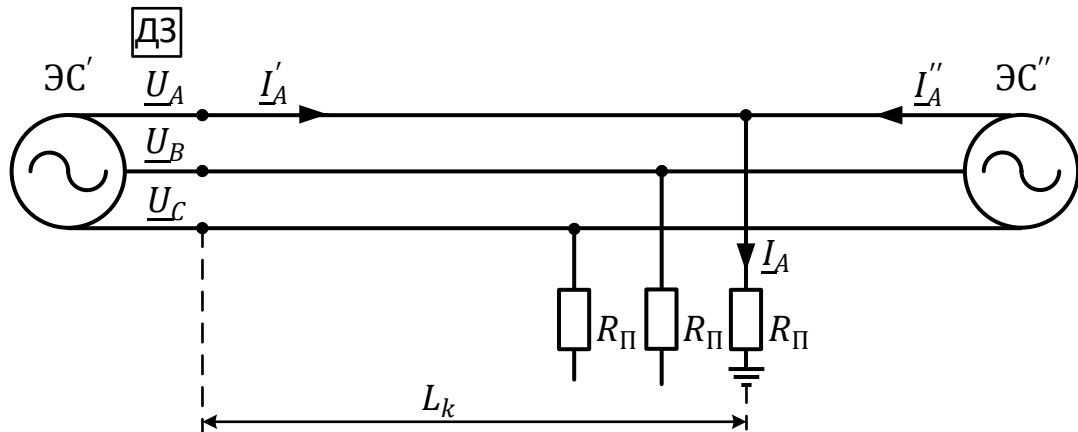 ДЗ
ЭС′ U_A I′_A I″_A ЭС″
U_B
U_C
I_A
R_П R_П R_П
L_k